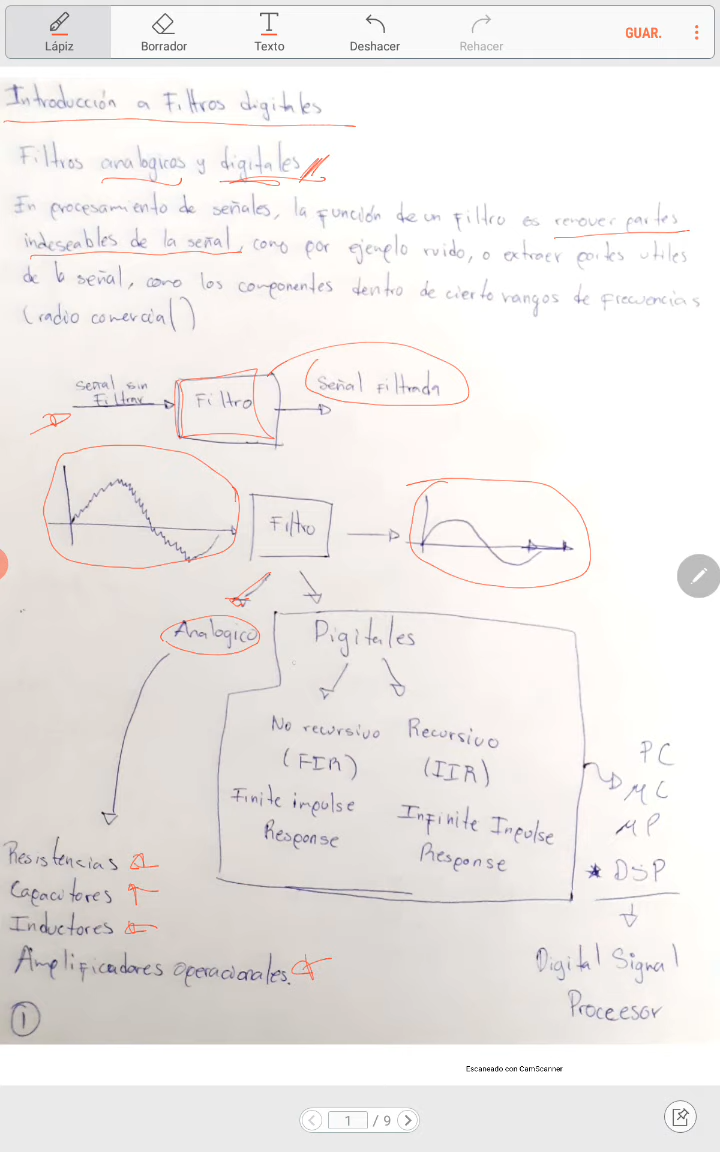 Lápiz
Borrador
Texto
Deshacer
Rehacer
GUAR.
Introducción a Filtros digitales
Filtros analogicos y digitales
En procesamiento de señales, la función de un filtro es remover partes
indeseables de la señal, como por ejemplo ruido, o extraer partes utiles
de la señal, como los componentes dentro de cierto rangos de frecuencias
(radio comercial)
Señal sin
Filtrar
Filtro
Señal Filtrada
Filtro
Analogico
Digitales
No recursivo
(FIR)
Finite impulse
Response
Recursivo
(IIR)
Infinite Impulse
Response
PC
μC
μP
* DSP
Digital Signal
Proceesor
Resistencias
Capacitores
Inductores
Amplificadores operacionales.
1
Escaneado con CamScanner
1 / 9